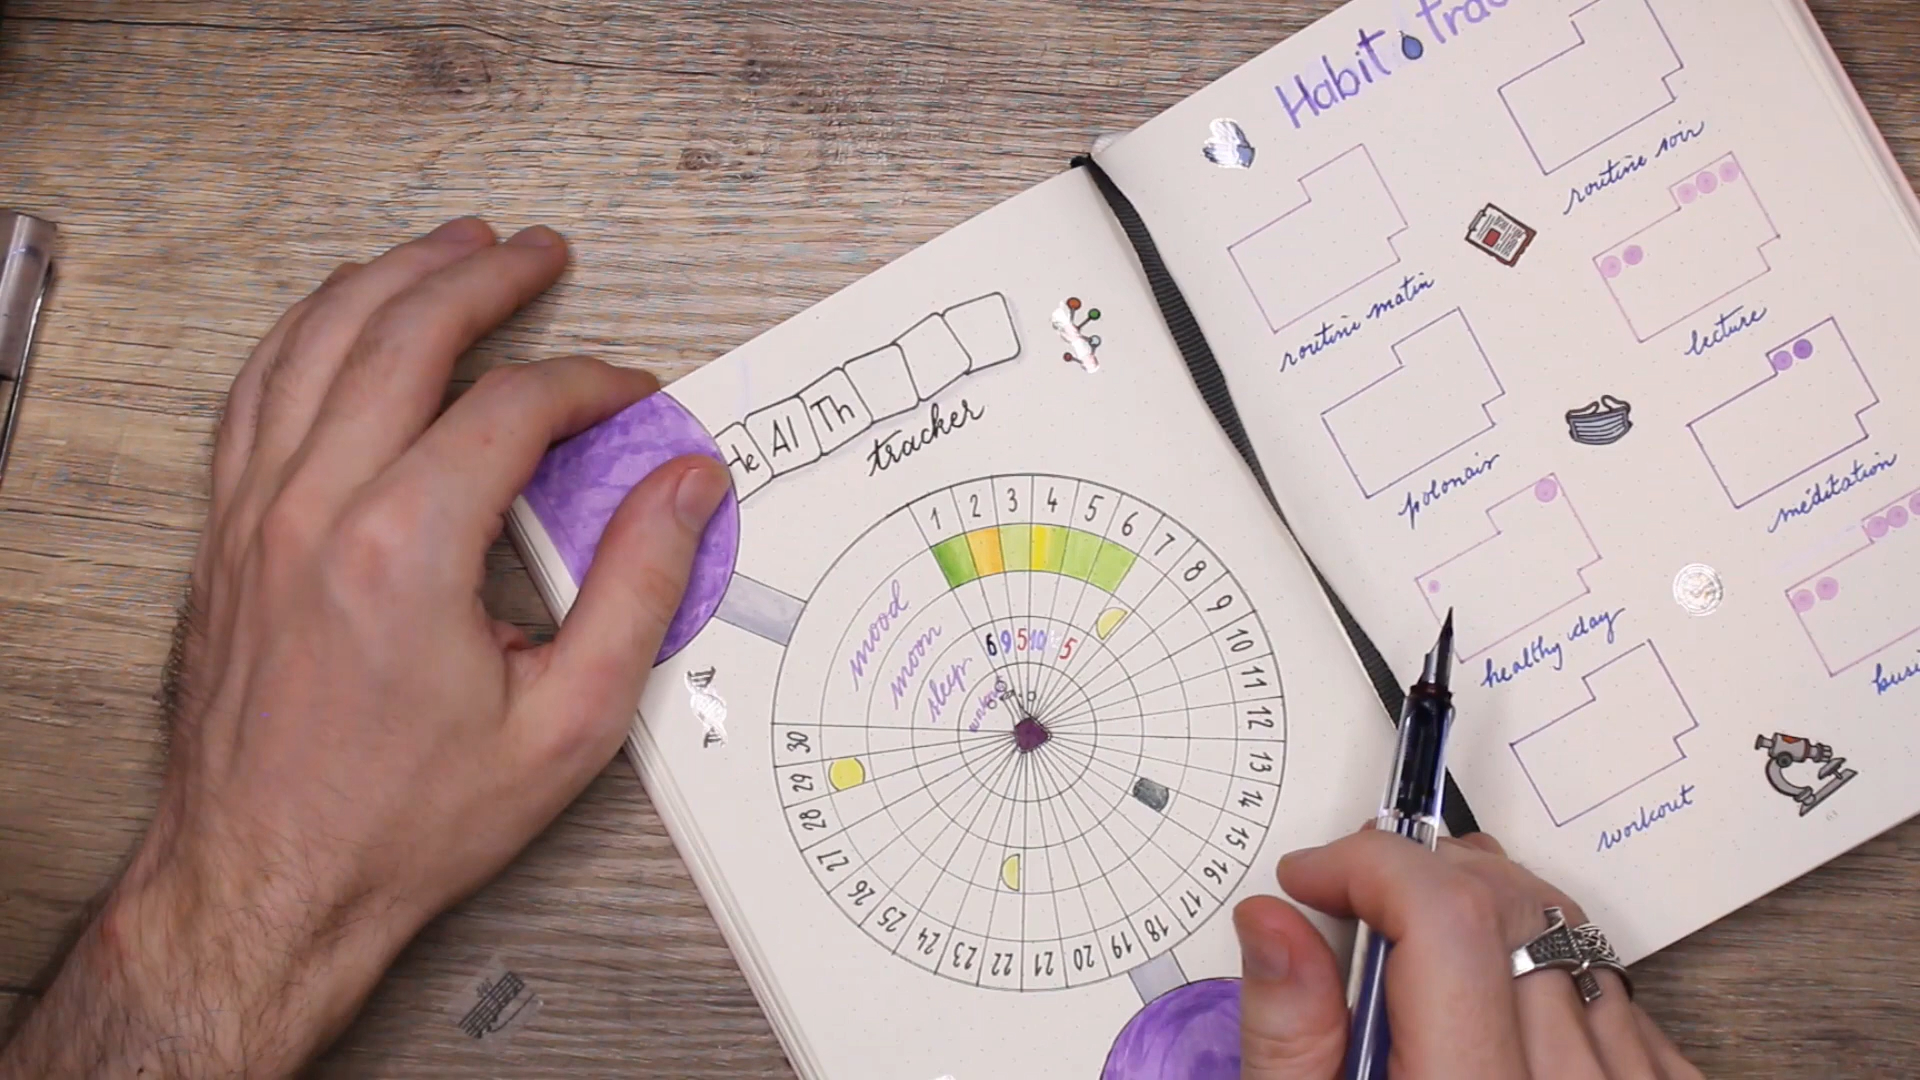 He Al Th
tracker
1 2 3 4 5 6 7 8 9 10 11 12 13 14 15 16 17 18 19 20 21 22 23 24 25 26 27 28 29 30
mood
moon
sleep
6 9 5 10 5
Habit
routine matin
routine soir
polonais
lecture
healthy day
méditation
workout